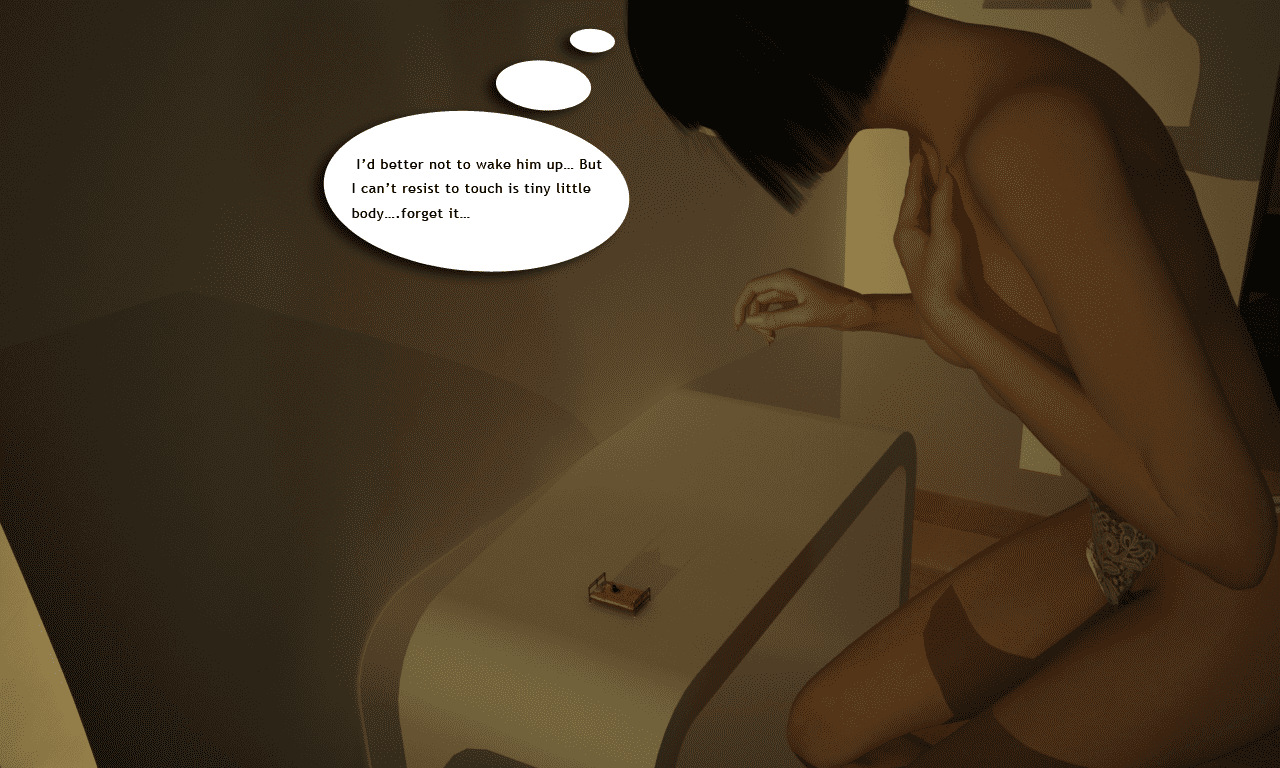 I'd better not to wake him up... But
I can't resist to touch is tiny little
body....forget it...